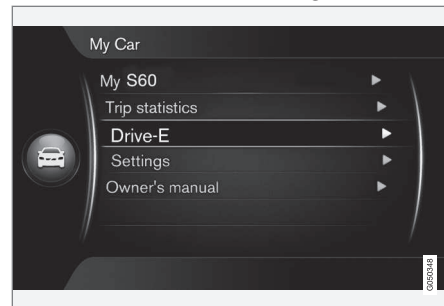 My Car
My S60
Trip statistics
Drive-E
Settings
Owner's manual
G050348